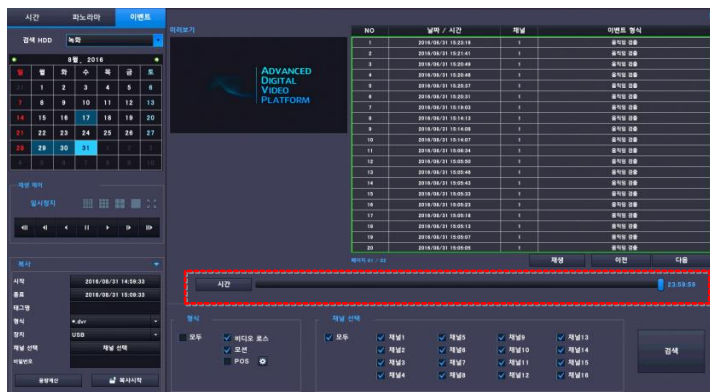 시간 파노라마 이벤트
검색 HDD 녹화
8월, 2016
일 월 화 수 목 금 토
31 1 2 3 4 5 6
7 8 9 10 11 12 13
14 15 16 17 18 19 20
21 22 23 24 25 26 27
28 29 30 31 1 2 3
4 5 6 7 8 9 10
재생 제어
일시정지
복사
시작 2016/08/31 14:59:33
종료 2016/08/31 15:09:33
태그명
형식 *.dvr
장치 USB
채널 선택 채널 선택
비밀번호
용량계산 복사시작
미리보기
ADVANCED
DIGITAL
VIDEO
PLATFORM
NO 날짜 / 시간 채널 이벤트 형식
1 2016/08/31 15:23:16 1 움직임 검출
2 2016/08/31 15:21:41 1 움직임 검출
3 2016/08/31 15:20:49 1 움직임 검출
4 2016/08/31 15:20:46 1 움직임 검출
5 2016/08/31 15:20:37 1 움직임 검출
6 2016/08/31 15:20:31 1 움직임 검출
7 2016/08/31 15:19:03 1 움직임 검출
8 2016/08/31 15:14:13 1 움직임 검출
9 2016/08/31 15:14:09 1 움직임 검출
10 2016/08/31 15:14:07 1 움직임 검출
11 2016/08/31 15:06:34 1 움직임 검출
12 2016/08/31 15:05:50 1 움직임 검출
13 2016/08/31 15:05:46 1 움직임 검출
14 2016/08/31 15:05:43 1 움직임 검출
15 2016/08/31 15:05:33 1 움직임 검출
16 2016/08/31 15:05:23 1 움직임 검출
17 2016/08/31 15:05:18 1 움직임 검출
18 2016/08/31 15:05:13 1 움직임 검출
19 2016/08/31 15:05:07 1 움직임 검출
20 2016/08/31 15:05:05 1 움직임 검출
페이지 01 / 02 재생 이전 다음
시간 23:59:59
형식
모두 비디오 로스
모션
POS
채널 선택
모두 채널1 채널5 채널9 채널13
채널2 채널6 채널10 채널14
채널3 채널7 채널11 채널15
채널4 채널8 채널12 채널16
검색